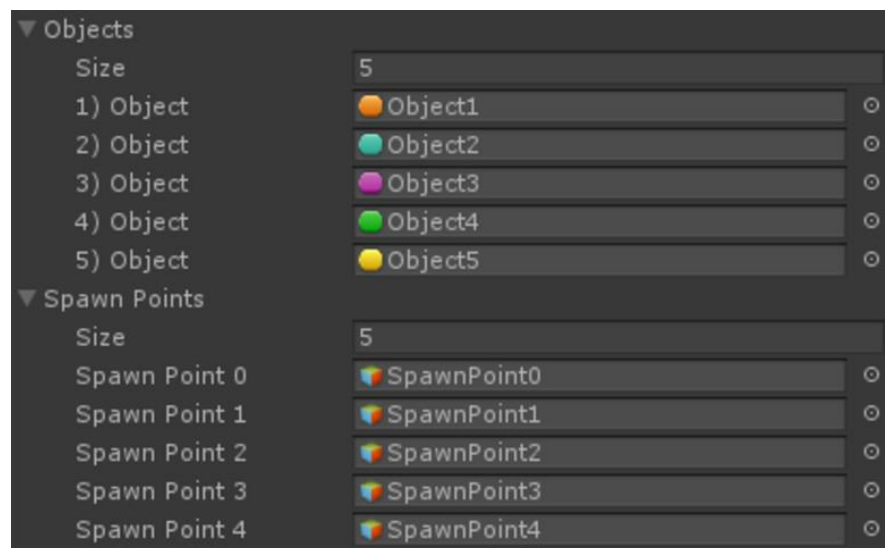 Objects
Size 5
1) Object Object1
2) Object Object2
3) Object Object3
4) Object Object4
5) Object Object5
Spawn Points
Size 5
Spawn Point 0 SpawnPoint0
Spawn Point 1 SpawnPoint1
Spawn Point 2 SpawnPoint2
Spawn Point 3 SpawnPoint3
Spawn Point 4 SpawnPoint4